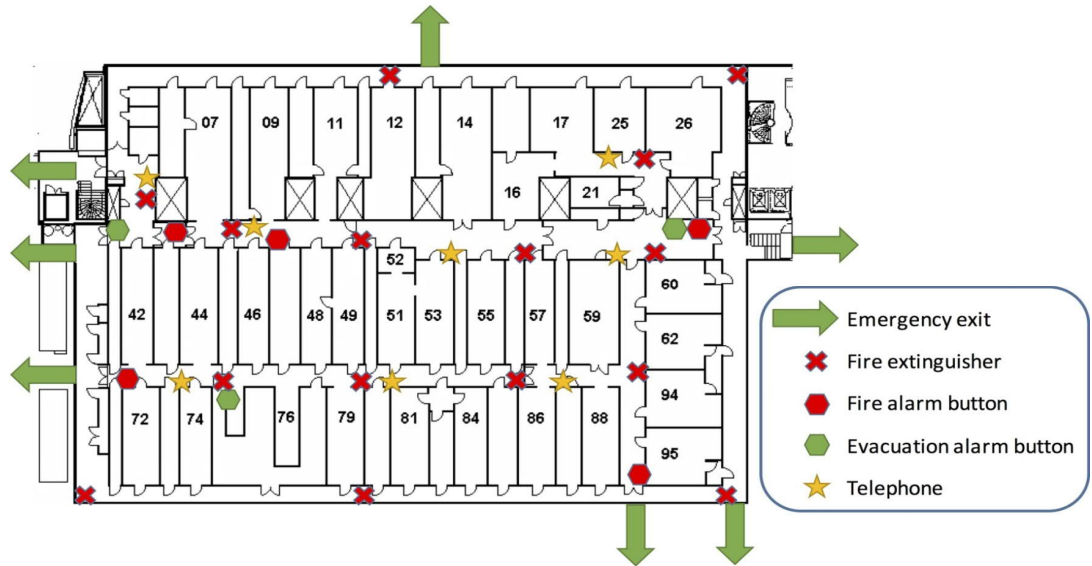 07 09 11 12 14 17 25 26
16 21
52
42 44 46 48 49 51 53 55 57 59 60
62
72 74 76 79 81 84 86 88 94
95
Emergency exit
Fire extinguisher
Fire alarm button
Evacuation alarm button
Telephone